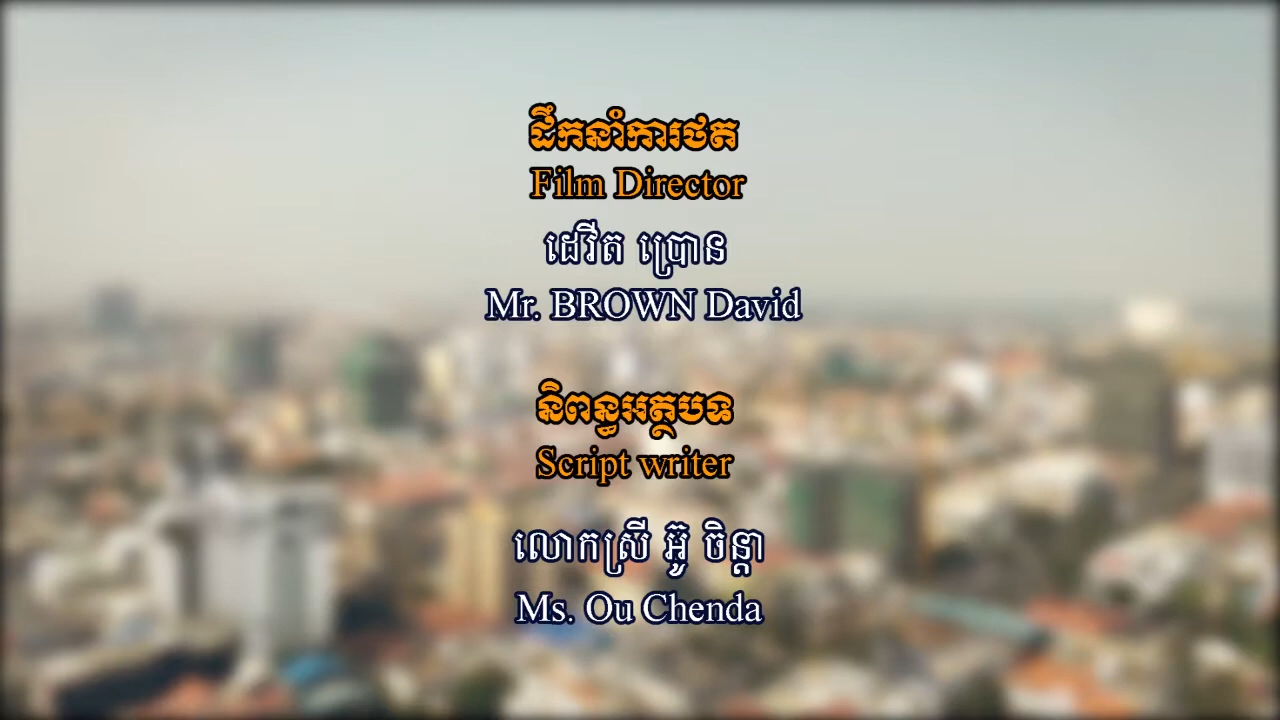 ដឹកនាំការថត
Film Director
ដេវីត ប្រោន
Mr. BROWN David
និពន្ធអត្ថបទ
Script writer
លោកស្រី អ៊ូ ចិន្តា
Ms. Ou Chenda